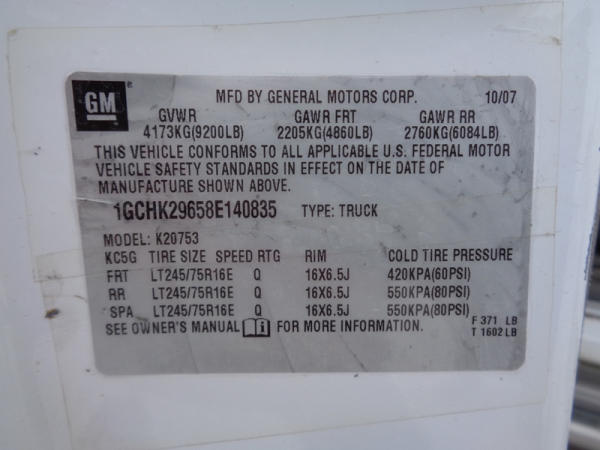 GM
MFD BY GENERAL MOTORS CORP. 10/07
GVWR GAWR FRT GAWR RR
4173KG(9200LB) 2205KG(4860LB) 2760KG(6084LB)
THIS VEHICLE CONFORMS TO ALL APPLICABLE U.S. FEDERAL MOTOR
VEHICLE SAFETY STANDARDS IN EFFECT ON THE DATE OF
MANUFACTURE SHOWN ABOVE.
1GCHK29658E140835 TYPE: TRUCK
MODEL: K20753
KC5G TIRE SIZE SPEED RTG RIM COLD TIRE PRESSURE
FRT LT245/75R16E Q 16X6.5J 420KPA(60PSI)
RR LT245/75R16E Q 16X6.5J 550KPA(80PSI)
SPA LT245/75R16E Q 16X6.5J 550KPA(80PSI)
SEE OWNER'S MANUAL i FOR MORE INFORMATION.
F 371 LB
T 1602 LB